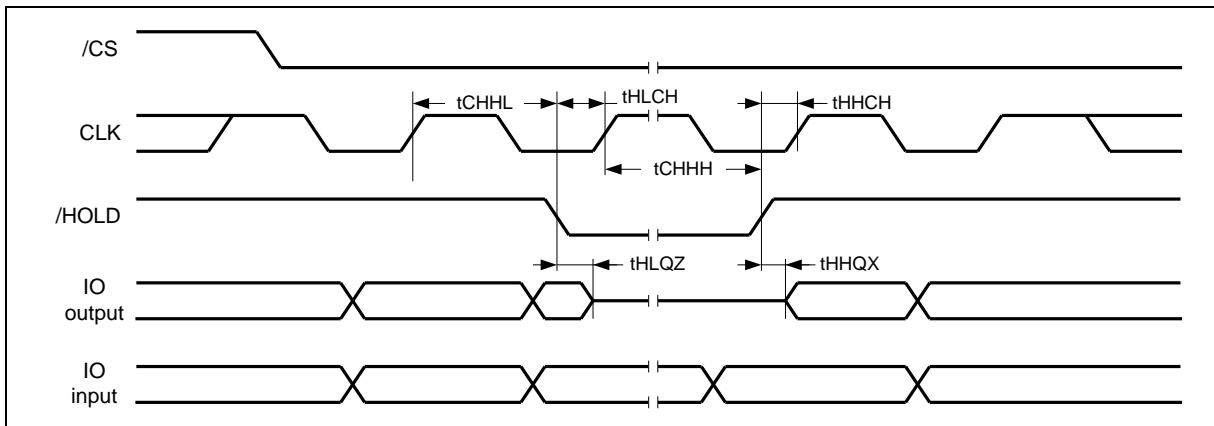 /CS
tCHHL
tHLCH
tHHCH
CLK
tCHHH
/HOLD
tHLQZ
tHHQX
IO
output
IO
input